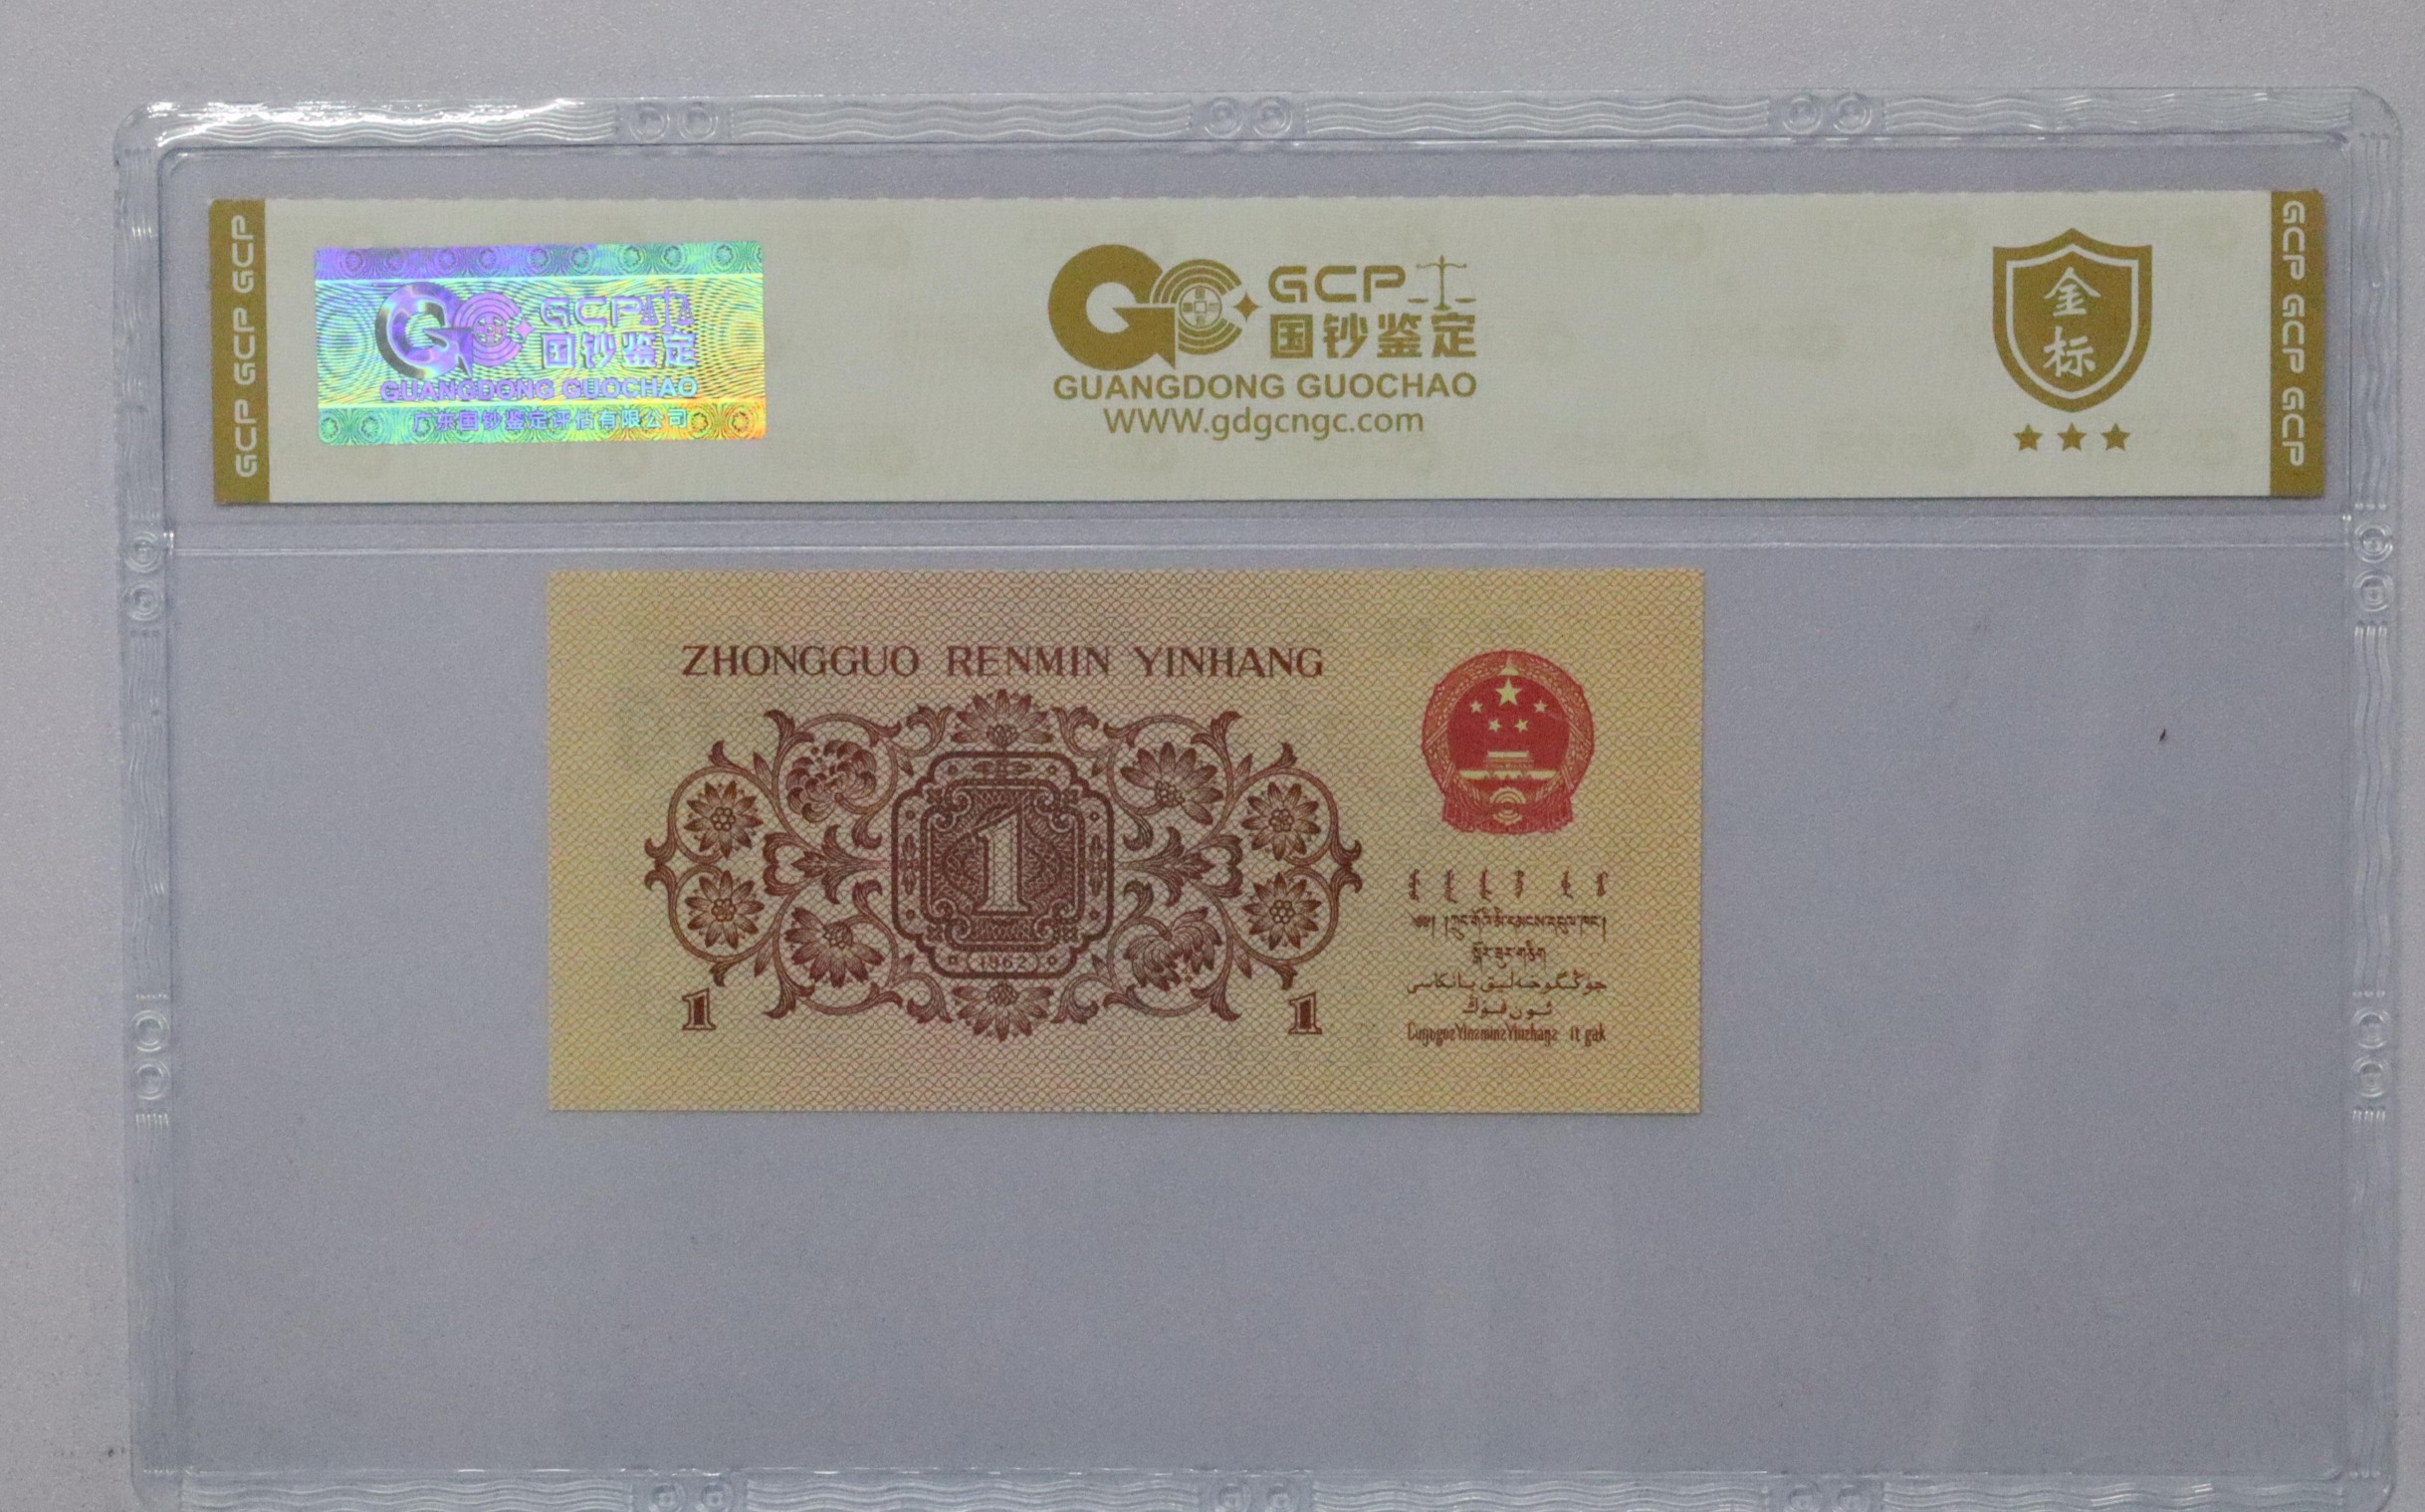 GCP GCP GCP
GCP
国钞鉴定
GUANGDONG GUOCHAO
广东国钞鉴定评估有限公司
GCP
国钞鉴定
GUANGDONG GUOCHAO
WWW.gdgcngc.com
金
标
GCP GCP GCP
ZHONGGUO RENMIN YINHANG
1
1962
1
1